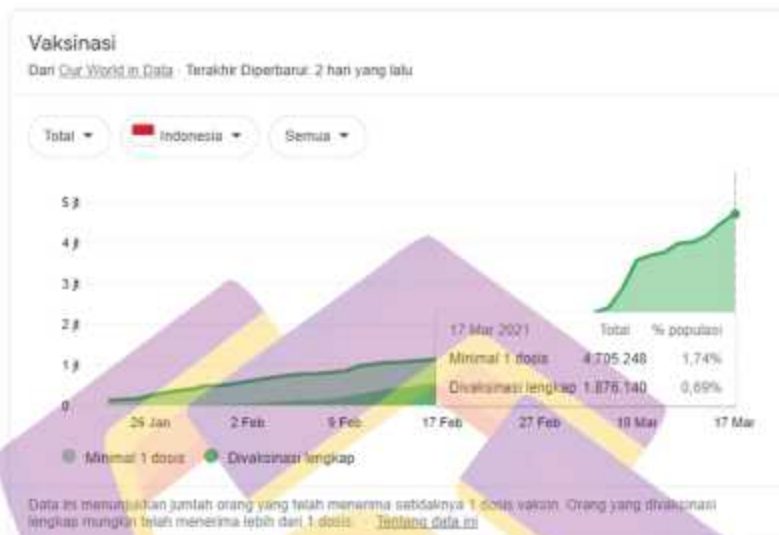 Vaksinasi
Dari Our World in Data · Terakhir Diperbarui: 2 hari yang lalu
Total
Indonesia
Semua
5 jt
4 jt
3 jt
2 jt
1 jt
0
17 Mar 2021 Total % populasi
Minimal 1 dosis 4.705.248 1,74%
Divaksinasi lengkap 1.876.140 0,69%
26 Jan 2 Feb 9 Feb 17 Feb 27 Feb 10 Mar 17 Mar
Minimal 1 dosis Divaksinasi lengkap
Data ini menunjukkan jumlah orang yang telah menerima setidaknya 1 dosis vaksin. Orang yang divaksinasi
lengkap mungkin telah menerima lebih dari 1 dosis. · Tentang data ini